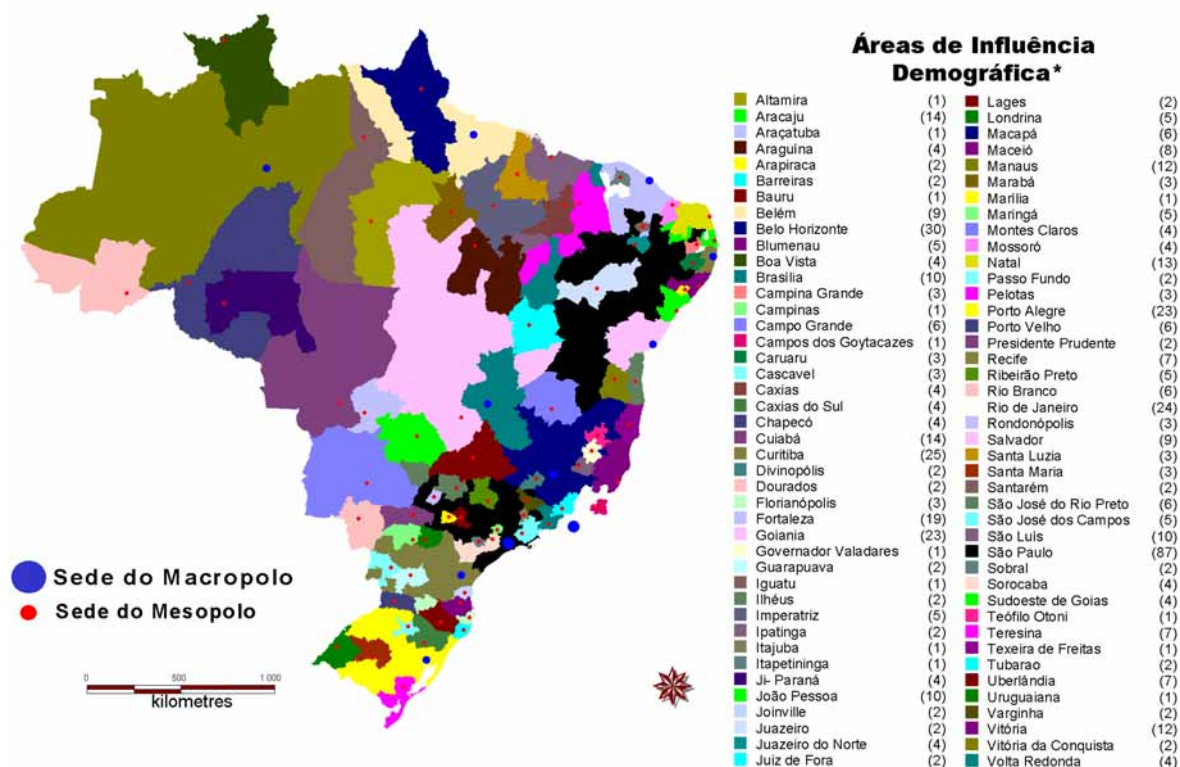 Áreas de Influência
Demográfica*
Altamira (1)
Aracaju (14)
Araçatuba (1)
Araguína (4)
Arapiraca (2)
Barreiras (2)
Bauru (1)
Belém (9)
Belo Horizonte (30)
Blumenau (5)
Boa Vista (4)
Brasília (10)
Campina Grande (3)
Campinas (1)
Campo Grande (6)
Campos dos Goytacazes (1)
Caruaru (3)
Cascavel (3)
Caxias (4)
Caxias do Sul (4)
Chapecó (4)
Cuiabá (14)
Curitiba (25)
Divinopólis (2)
Dourados (2)
Florianópolis (3)
Fortaleza (19)
Goiania (23)
Governador Valadares (1)
Guarapuava (2)
Iguatu (1)
Ilhéus (2)
Imperatríz (5)
Ipatinga (2)
Itajuba (1)
Itapetininga (1)
Ji- Paraná (4)
João Pessoa (10)
Joinville (2)
Juazeiro (2)
Juazeiro do Norte (4)
Juiz de Fora (2)
Lages (2)
Londrina (5)
Macapá (6)
Maceió (8)
Manaus (12)
Marabá (3)
Marília (1)
Maringá (5)
Montes Claros (4)
Mossoró (4)
Natal (13)
Passo Fundo (2)
Pelotas (3)
Porto Alegre (23)
Porto Velho (6)
Presidente Prudente (2)
Recife (7)
Ribeirão Preto (5)
Rio Branco (6)
Rio de Janeiro (24)
Rondonópolis (3)
Salvador (9)
Santa Luzia (3)
Santa Maria (3)
Santarém (2)
São José do Rio Preto (6)
São José dos Campos (5)
São Luis (10)
São Paulo (87)
Sobral (2)
Sorocaba (4)
Sudoeste de Goias (4)
Teófilo Otoni (1)
Teresina (7)
Texeira de Freitas (1)
Tubarao (2)
Uberlândia (7)
Uruguaiana (1)
Varginha (2)
Vitória (12)
Vitória da Conquista (2)
Volta Redonda (4)
Sede do Macropolo
Sede do Mesopolo
0 500 1 000
kilometres